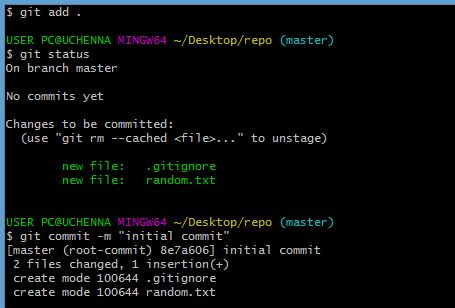 $ git add .
USER PC@UCHENNA MINGW64 ~/Desktop/repo (master)
$ git status
On branch master
No commits yet
Changes to be committed:
(use "git rm --cached <file>..." to unstage)
new file: .gitignore
new file: random.txt
USER PC@UCHENNA MINGW64 ~/Desktop/repo (master)
$ git commit -m "initial commit"
[master (root-commit) 8e7a606] initial commit
2 files changed, 1 insertion(+)
create mode 100644 .gitignore
create mode 100644 random.txt